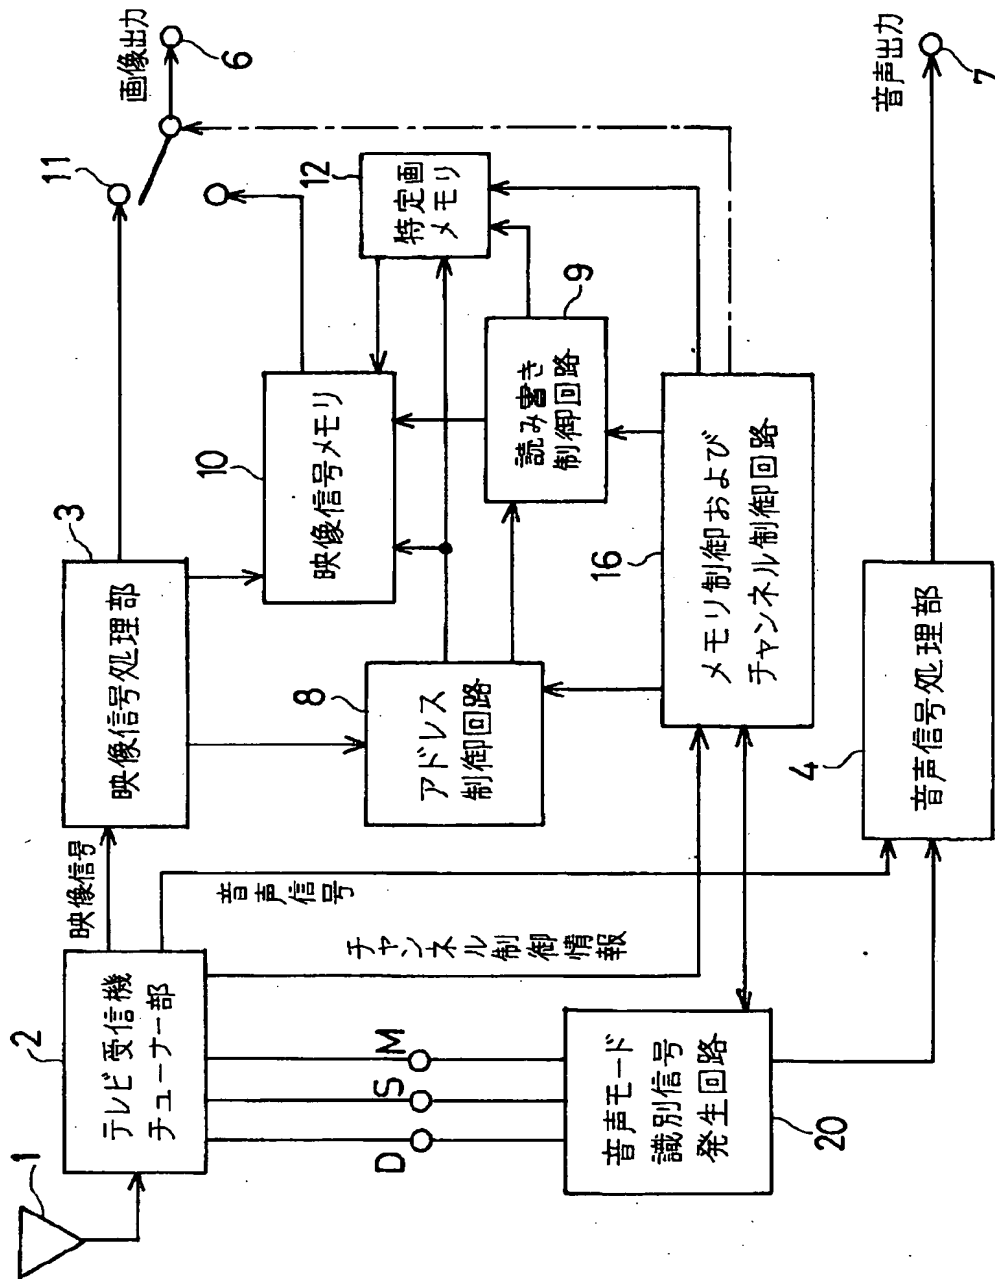 1
2
テレビ受信機
チューナー部
映像信号
3
映像信号処理部
11
画像出力
6
音声信号
チャンネル制御情報
D
S
M
8
アドレス
制御回路
10
映像信号メモリ
12
特定画
メモリ
9
読み書き
制御回路
16
メモリ制御および
チャンネル制御回路
音声モード
識別信号
発生回路
20
4
音声信号処理部
音声出力
7